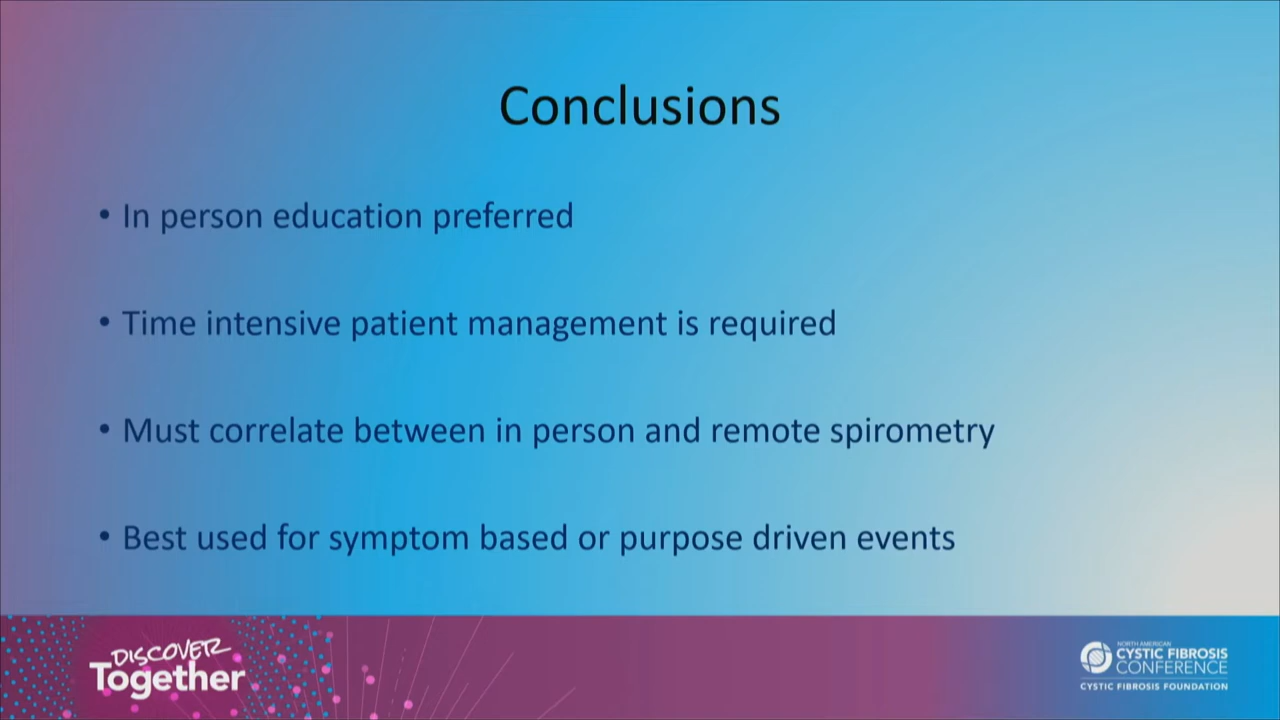 Conclusions
• In person education preferred
• Time intensive patient management is required
• Must correlate between in person and remote spirometry
• Best used for symptom based or purpose driven events
DISCOVER
Together
NORTH AMERICAN
CYSTIC FIBROSIS
CONFERENCE
CYSTIC FIBROSIS FOUNDATION